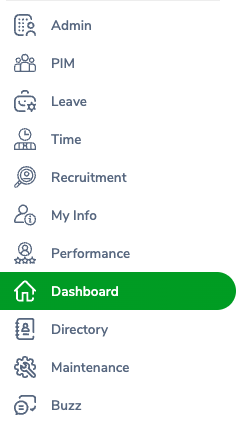 Admin
PIM
Leave
Time
Recruitment
My Info
Performance
Dashboard
Directory
Maintenance
Buzz